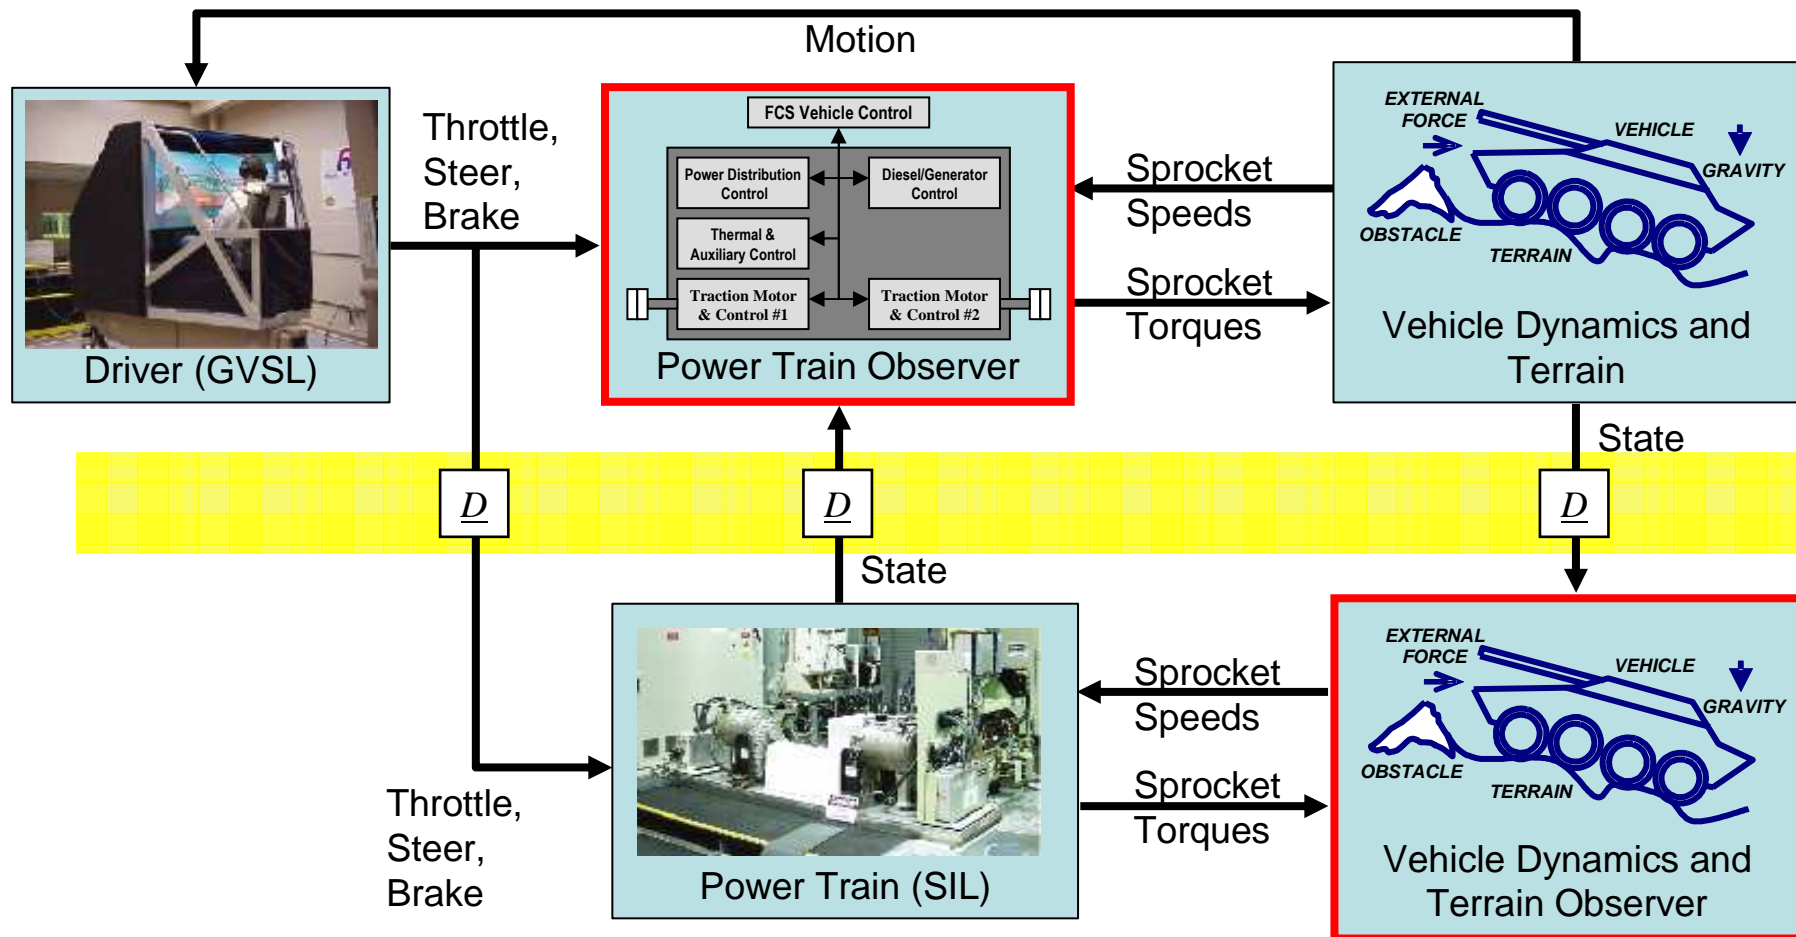 Motion
Driver (GVSL)
Throttle,
Steer,
Brake
FCS Vehicle Control
Power Distribution
Control
Diesel/Generator
Control
Thermal &
Auxiliary Control
Traction Motor
& Control #1
Traction Motor
& Control #2
Power Train Observer
Sprocket
Speeds
Sprocket
Torques
EXTERNAL
FORCE
VEHICLE
GRAVITY
OBSTACLE
TERRAIN
Vehicle Dynamics and
Terrain
State
D
D
D
State
Throttle,
Steer,
Brake
Power Train (SIL)
Sprocket
Speeds
Sprocket
Torques
EXTERNAL
FORCE
VEHICLE
GRAVITY
OBSTACLE
TERRAIN
Vehicle Dynamics and
Terrain Observer